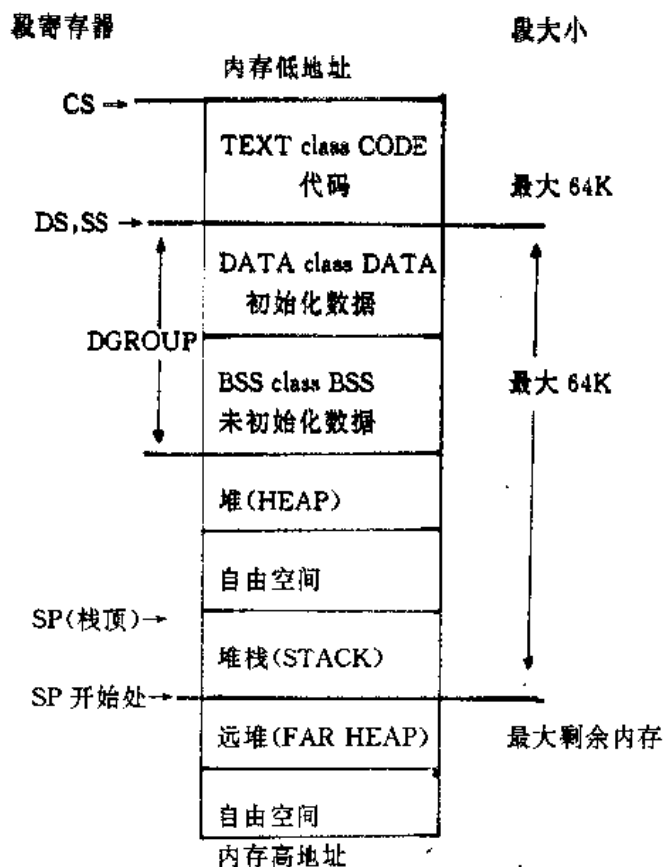 段寄存器 段大小
内存低地址
CS→
TEXT class CODE
代码 最大 64K
DS,SS→
DATA class DATA
初始化数据
DGROUP
BSS class BSS 最大 64K
未初始化数据
堆(HEAP)
自由空间
SP(栈顶)→
堆栈(STACK)
SP 开始处→
远堆(FAR HEAP) 最大剩余内存
自由空间
内存高地址